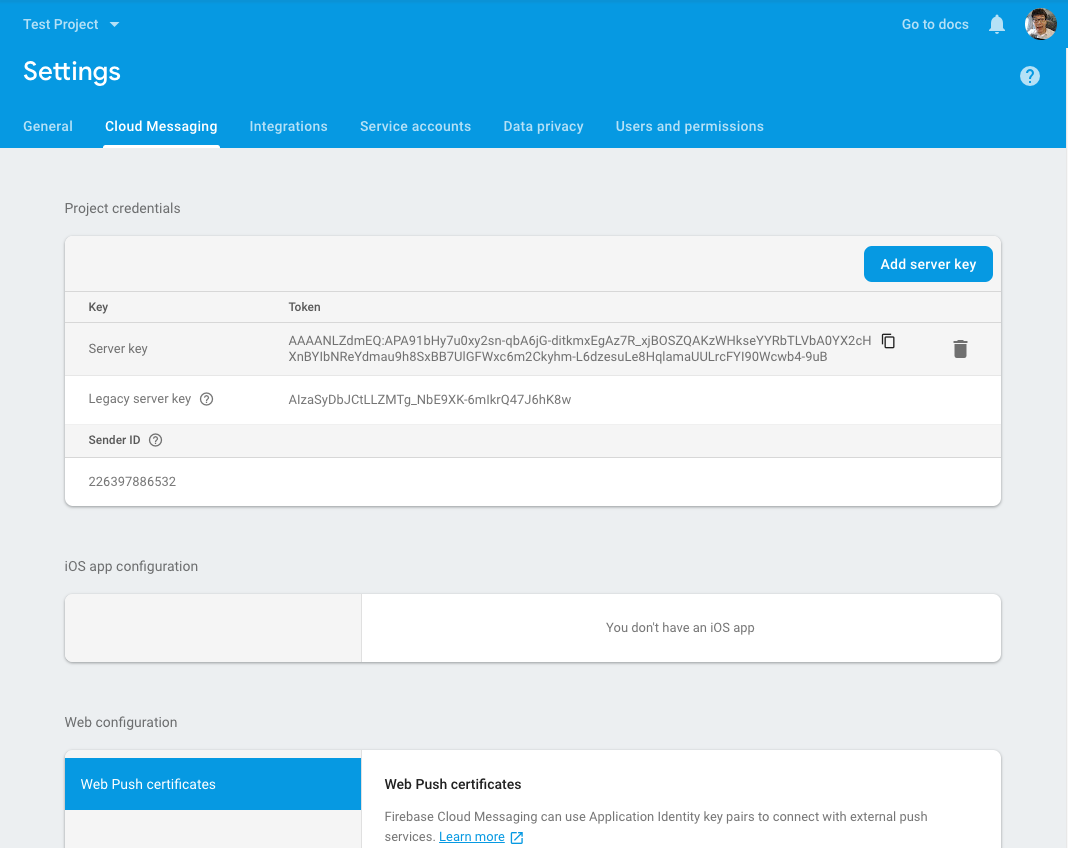 Test Project
Go to docs
Settings
General Cloud Messaging Integrations Service accounts Data privacy Users and permissions
Project credentials
Add server key
Key Token
Server key
AAAANLZdmEQ:APA91bHy7u0xy2sn-qbA6jG-ditkmxEgAz7R_xjBOSZQAKzWHkseYYRbTLVbA0YX2cH
XnBYIbNReYdmau9h8SxBB7UlGFWxc6m2Ckyhm-L6dzesuLe8HqlamaUULrcFYI90Wcwb4-9uB
Legacy server key AIzaSyDbJCtLLZMTg_NbE9XK-6mIkrQ47J6hK8w
Sender ID
226397886532
iOS app configuration
You don't have an iOS app
Web configuration
Web Push certificates
Web Push certificates
Firebase Cloud Messaging can use Application Identity key pairs to connect with external push
services. Learn more